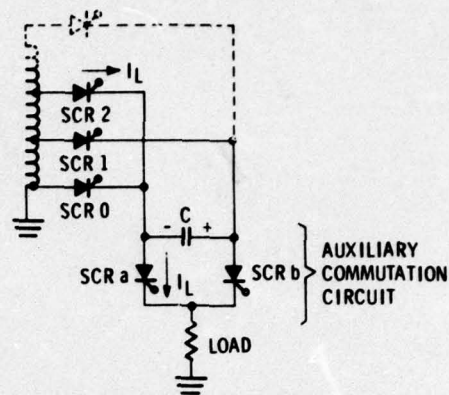 I_L
SCR 2
SCR 1
SCR 0
- C +
SCR a
I_L
SCR b
AUXILIARY
COMMUTATION
CIRCUIT
LOAD